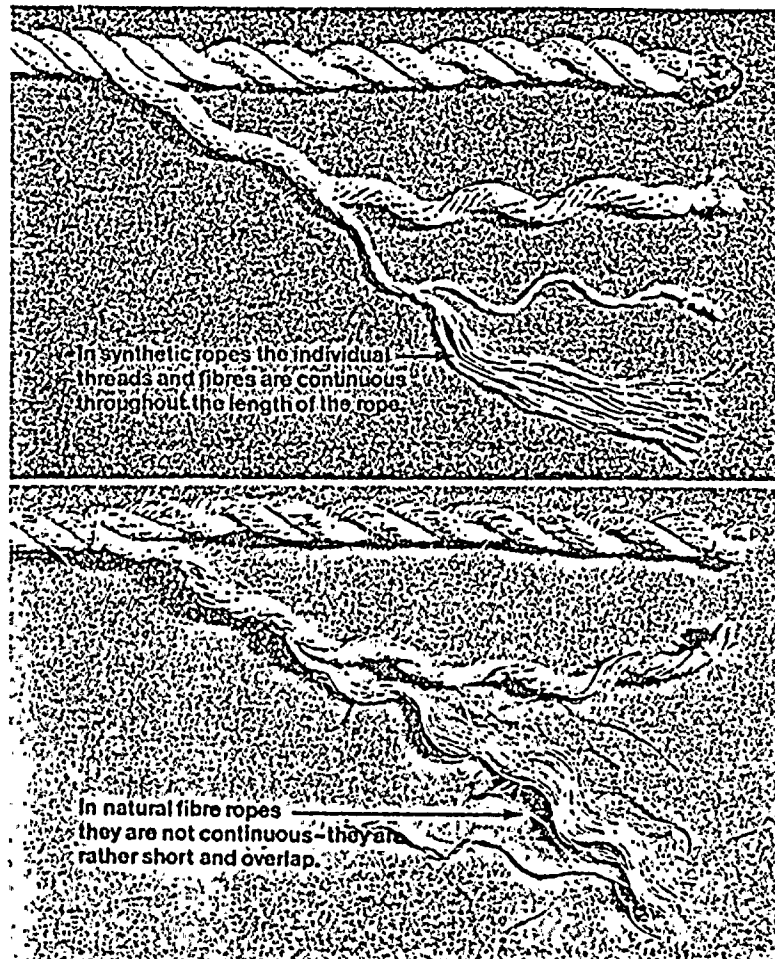 In synthetic ropes the individual
threads and fibres are continuous
throughout the length of the rope.
In natural fibre ropes
they are not continuous-they are
rather short and overlap.